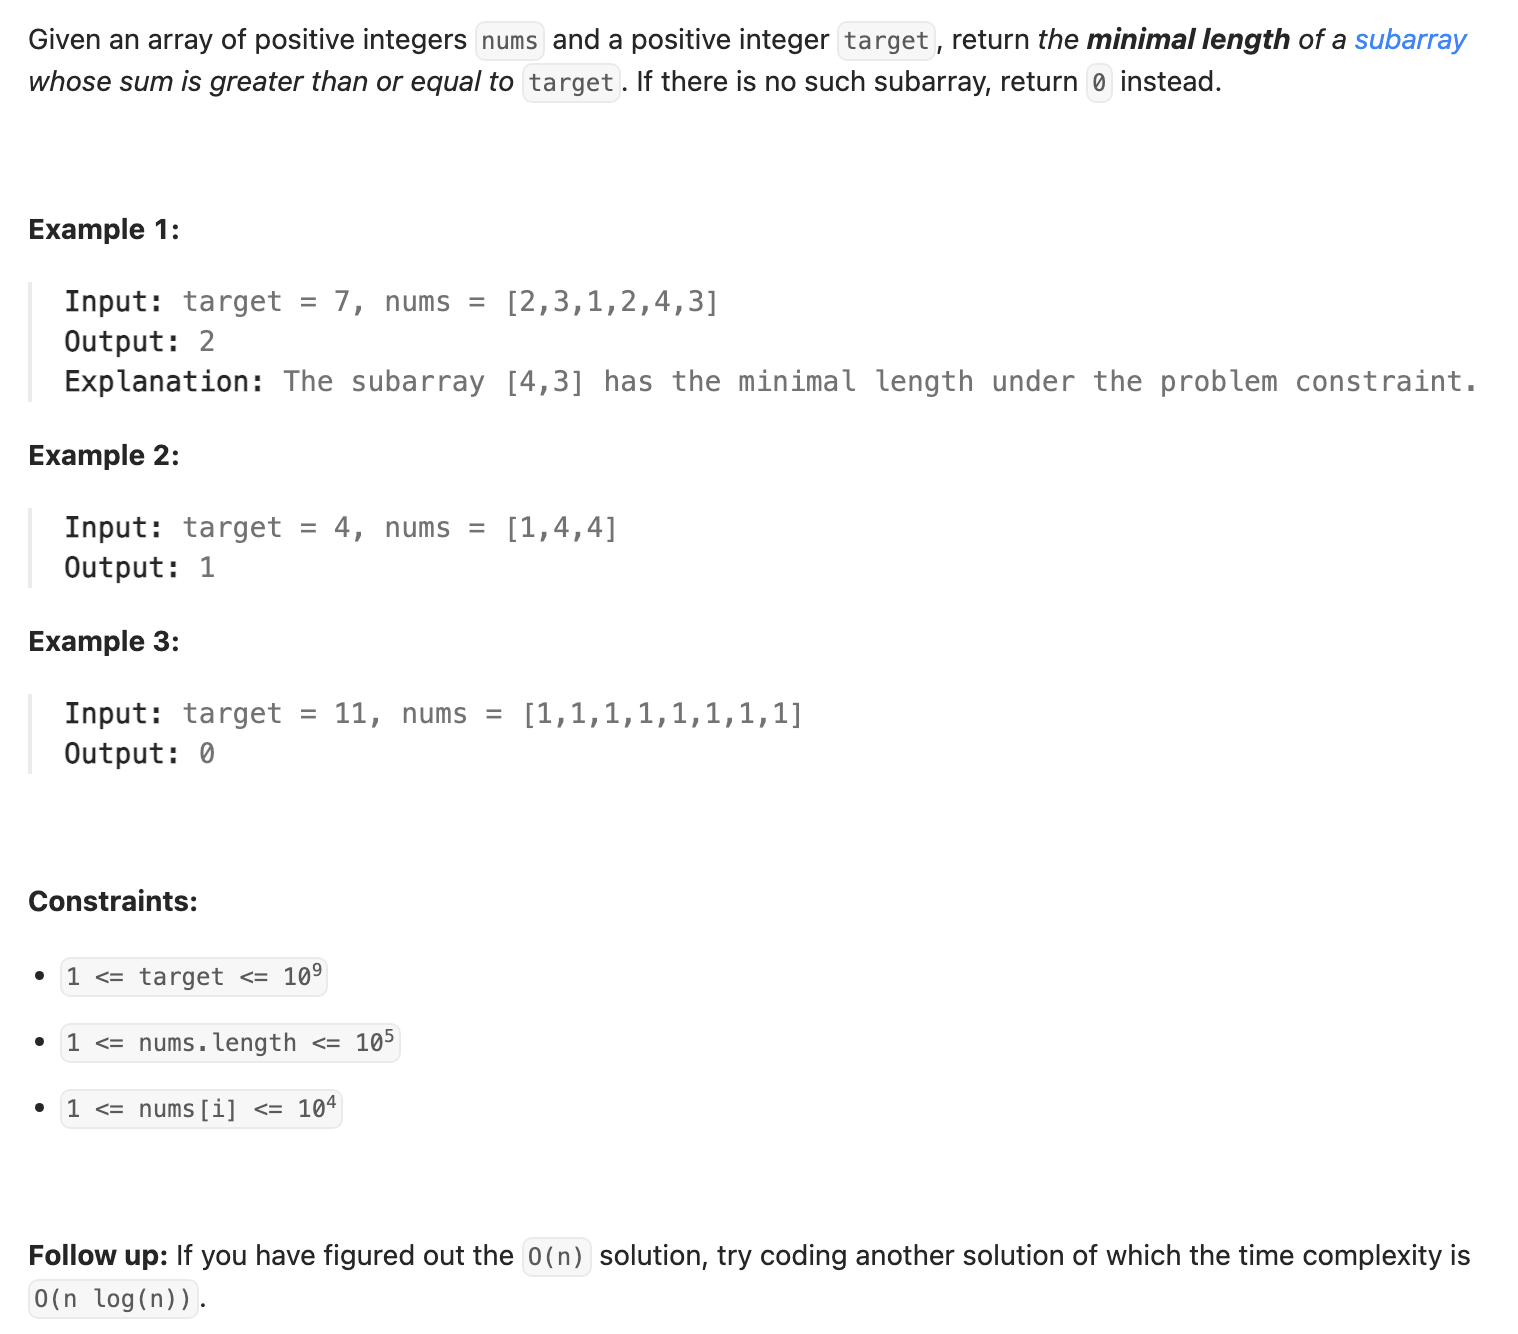 Given an array of positive integers nums and a positive integer target, return the minimal length of a subarray
whose sum is greater than or equal to target. If there is no such subarray, return 0 instead.
Example 1:
Input: target = 7, nums = [2,3,1,2,4,3]
Output: 2
Explanation: The subarray [4,3] has the minimal length under the problem constraint.
Example 2:
Input: target = 4, nums = [1,4,4]
Output: 1
Example 3:
Input: target = 11, nums = [1,1,1,1,1,1,1,1]
Output: 0
Constraints:
• 1 <= target <= 10⁹
• 1 <= nums.length <= 10⁵
• 1 <= nums[i] <= 10⁴
Follow up: If you have figured out the O(n) solution, try coding another solution of which the time complexity is
O(n log(n)).